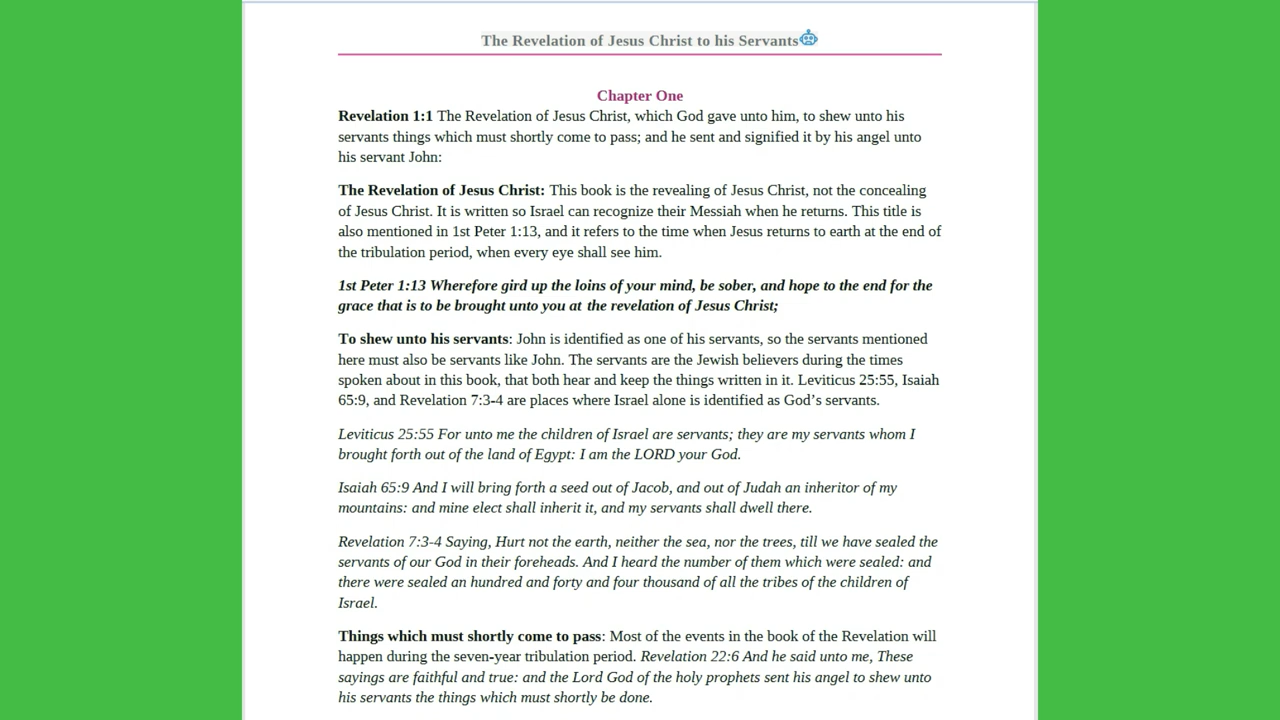 The Revelation of Jesus Christ to his Servants
Chapter One
Revelation 1:1 The Revelation of Jesus Christ, which God gave unto him, to shew unto his
servants things which must shortly come to pass; and he sent and signified it by his angel unto
his servant John:
The Revelation of Jesus Christ: This book is the revealing of Jesus Christ, not the concealing
of Jesus Christ. It is written so Israel can recognize their Messiah when he returns. This title is
also mentioned in 1st Peter 1:13, and it refers to the time when Jesus returns to earth at the end of
the tribulation period, when every eye shall see him.
1st Peter 1:13 Wherefore gird up the loins of your mind, be sober, and hope to the end for the
grace that is to be brought unto you at the revelation of Jesus Christ;
To shew unto his servants: John is identified as one of his servants, so the servants mentioned
here must also be servants like John. The servants are the Jewish believers during the times
spoken about in this book, that both hear and keep the things written in it. Leviticus 25:55, Isaiah
65:9, and Revelation 7:3-4 are places where Israel alone is identified as God’s servants.
Leviticus 25:55 For unto me the children of Israel are servants; they are my servants whom I
brought forth out of the land of Egypt: I am the LORD your God.
Isaiah 65:9 And I will bring forth a seed out of Jacob, and out of Judah an inheritor of my
mountains: and mine elect shall inherit it, and my servants shall dwell there.
Revelation 7:3-4 Saying, Hurt not the earth, neither the sea, nor the trees, till we have sealed the
servants of our God in their foreheads. And I heard the number of them which were sealed: and
there were sealed an hundred and forty and four thousand of all the tribes of the children of
Israel.
Things which must shortly come to pass: Most of the events in the book of the Revelation will
happen during the seven-year tribulation period. Revelation 22:6 And he said unto me, These
sayings are faithful and true: and the Lord God of the holy prophets sent his angel to shew unto
his servants the things which must shortly be done.